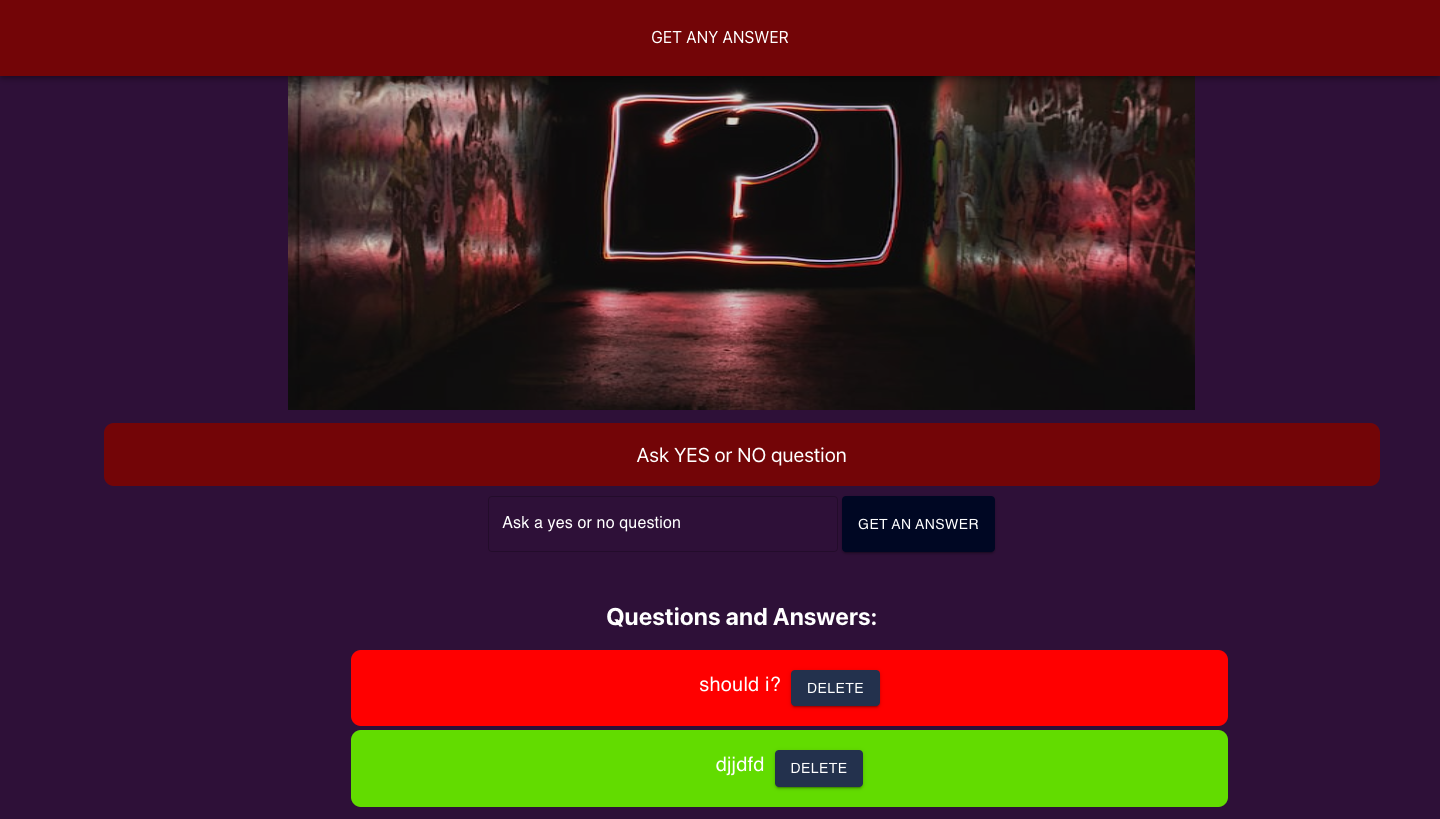 GET ANY ANSWER
?
Ask YES or NO question
Ask a yes or no question
GET AN ANSWER
Questions and Answers:
should i?
DELETE
djjdfd
DELETE